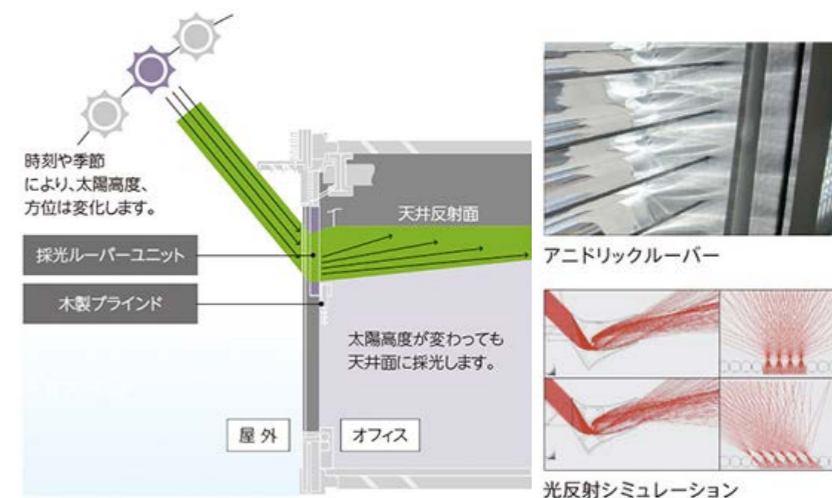 時刻や季節
により、太陽高度、
方位は変化します。
採光ルーバーユニット
木製ブラインド
天井反射面
太陽高度が変わっても
天井面に採光します。
屋外
オフィス
アニドリックルーバー
光反射シミュレーション